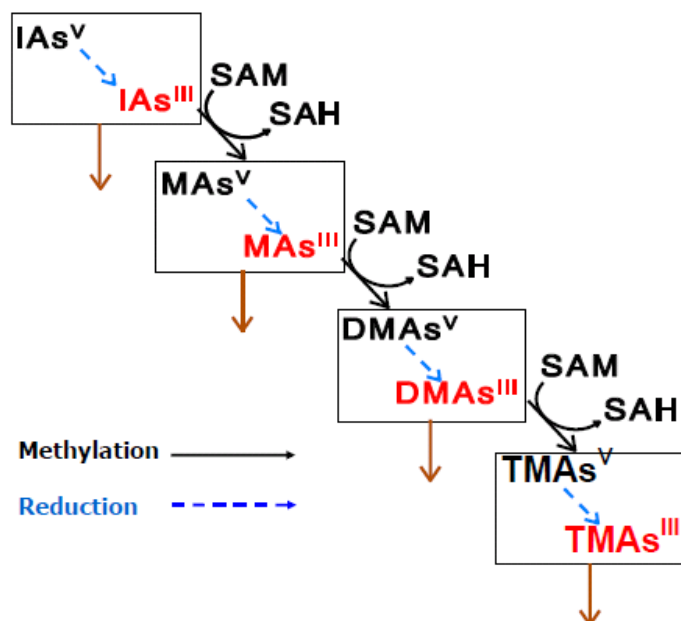 IAsⱽ
SAM
IAsᴵᴵᴵ
SAH
MAsⱽ
SAM
MAsᴵᴵᴵ
SAH
DMAsⱽ
SAM
DMAsᴵᴵᴵ
SAH
Methylation
TMAsⱽ
Reduction
TMAsᴵᴵᴵ